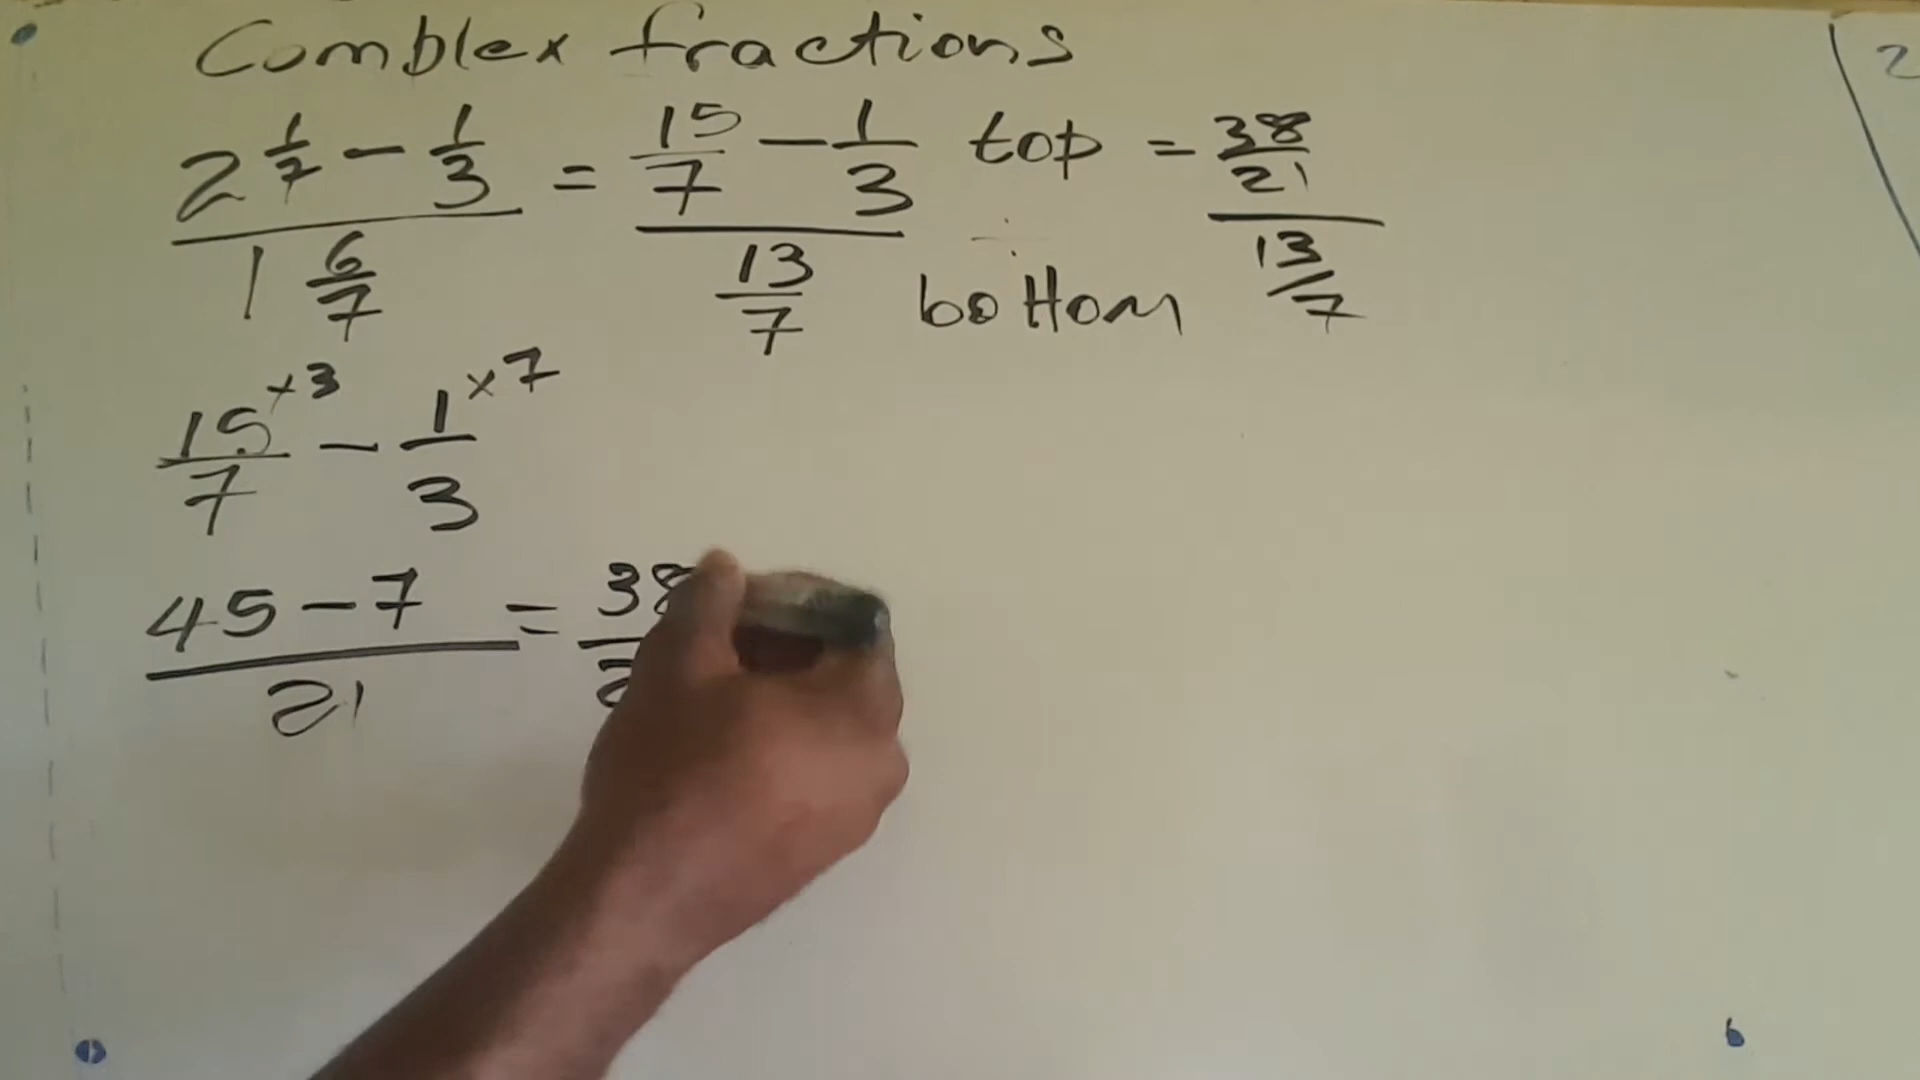 Complex fractions
2 1/7 - 1/3 = 15/7 - 1/3 top = 38/21
1 6/7 13/7 bottom 13/7
15/7 ×3 - 1/3 ×7
45 - 7 = 38
21